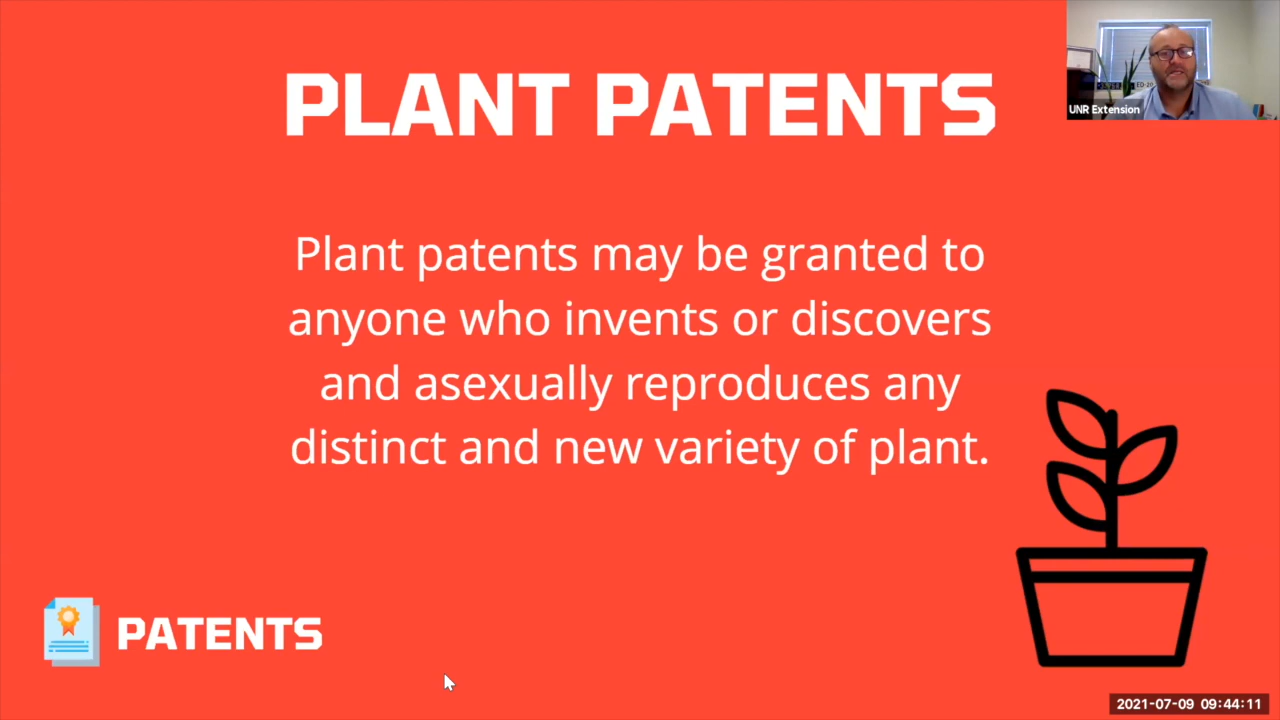 PLANT PATENTS
UNR Extension
Plant patents may be granted to
anyone who invents or discovers
and asexually reproduces any
distinct and new variety of plant.
PATENTS
2021-07-09 09:44:11